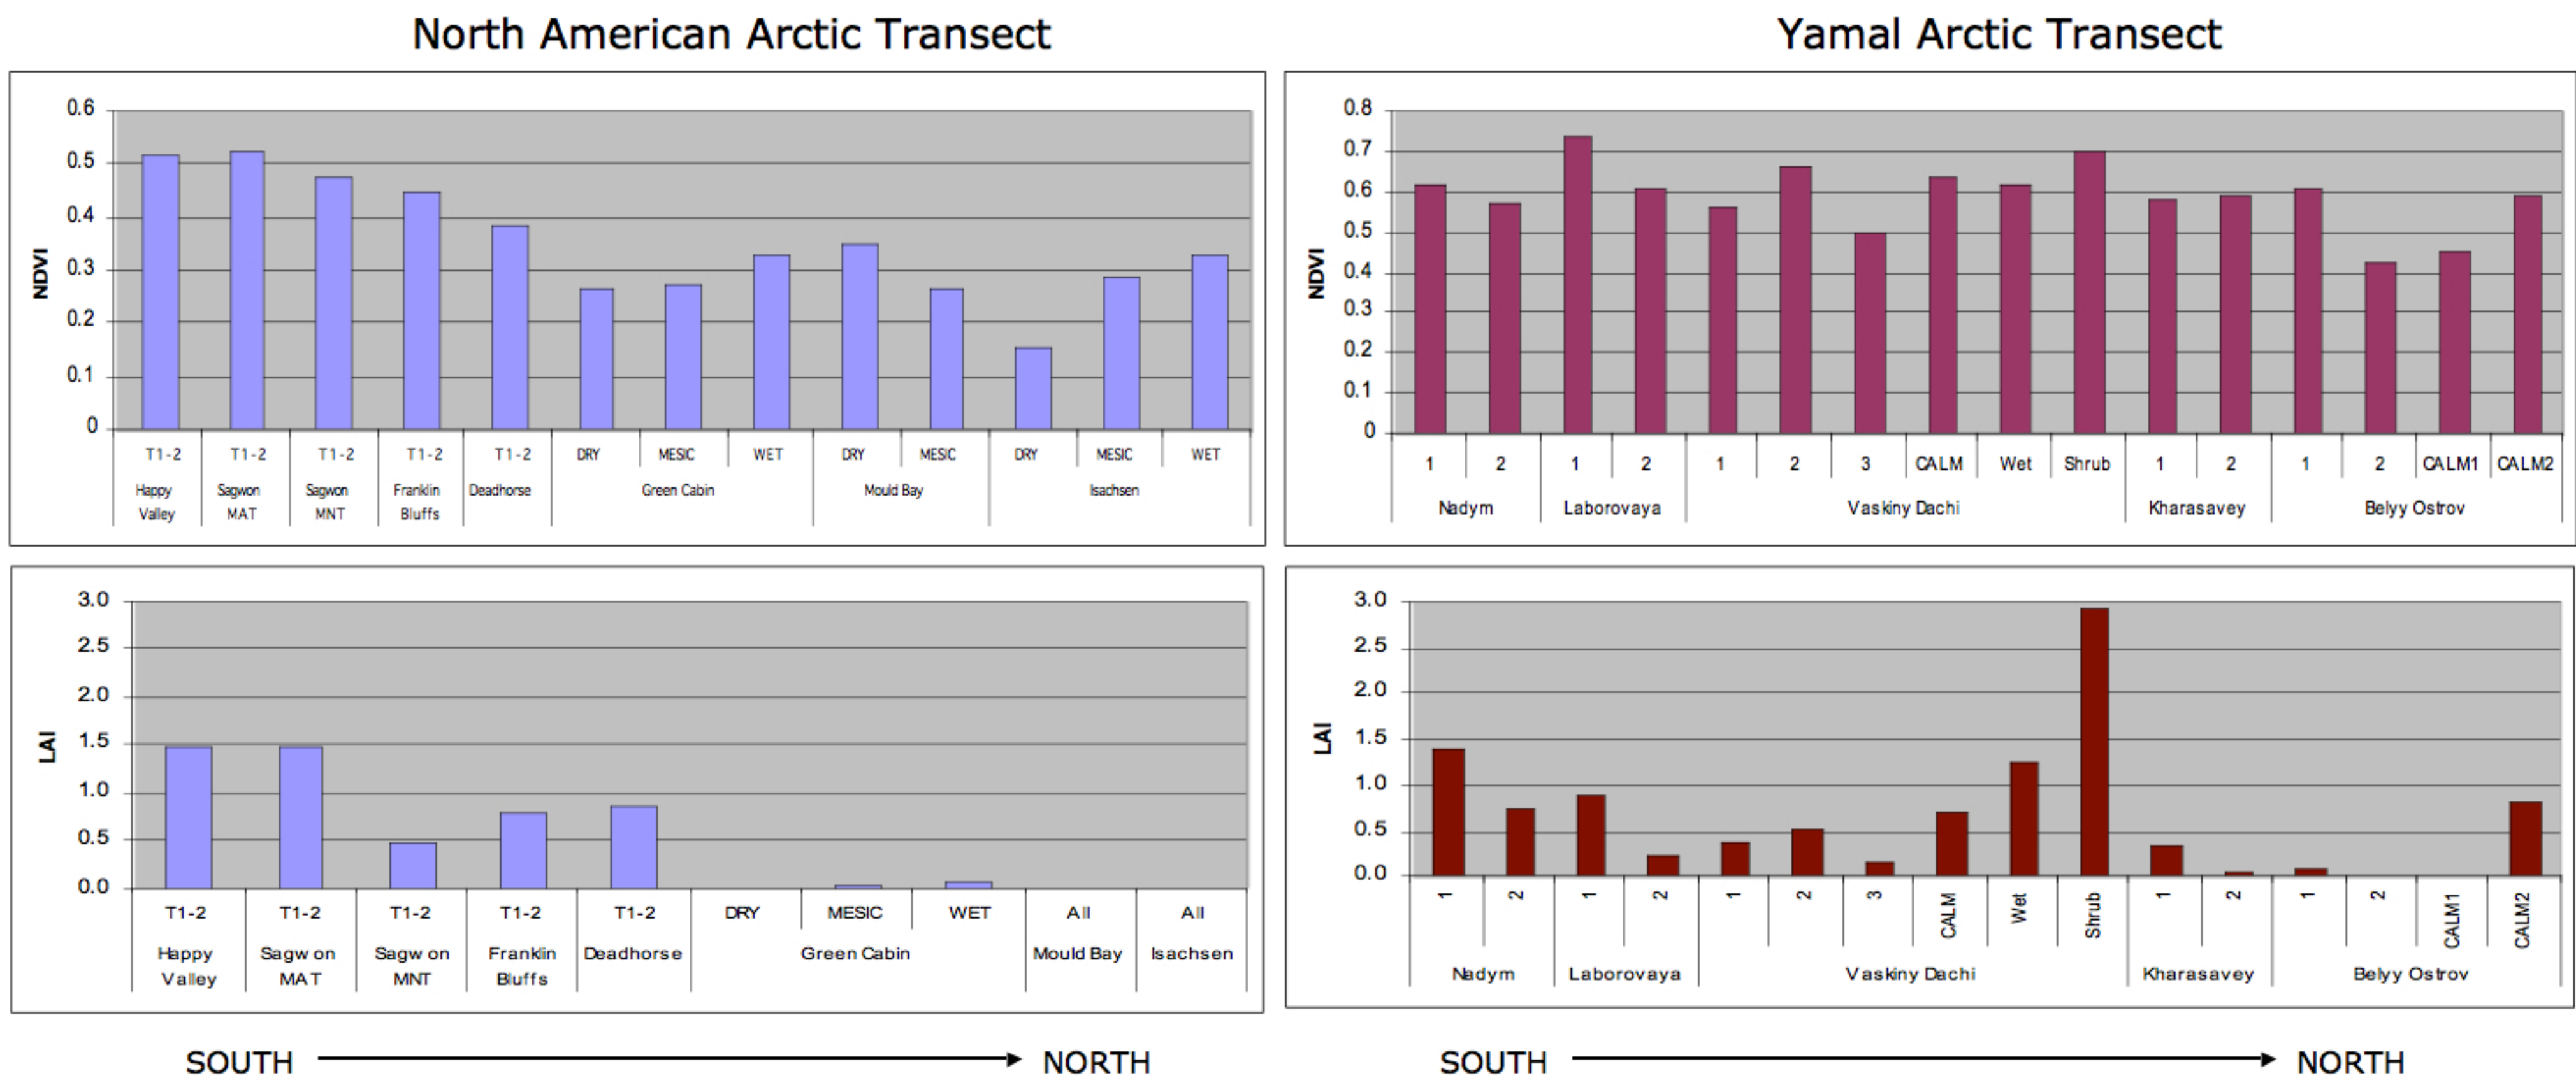 North American Arctic Transect
Yamal Arctic Transect
NDVI
0.6
0.5
0.4
0.3
0.2
0.1
0
T1-2 T1-2 T1-2 T1-2 T1-2 DRY MESIC WET DRY MESIC DRY MESIC WET
Happy Sagwon Sagwon Franklin Deadhorse Green Cabin Mould Bay Isachsen
Valley MAT MNT Bluffs
NDVI
0.8
0.7
0.6
0.5
0.4
0.3
0.2
0.1
0
1 2 1 2 1 2 3 CALM Wet Shrub 1 2 1 2 CALM1 CALM2
Nadym Laborovaya Vaskiny Dachi Kharasavey Belyy Ostrov
LAI
3.0
2.5
2.0
1.5
1.0
0.5
0.0
T1-2 T1-2 T1-2 T1-2 T1-2 DRY MESIC WET All All
Happy Sagwon Sagwon Franklin Deadhorse Green Cabin Mould Bay Isachsen
Valley MAT MNT Bluffs
LAI
3.0
2.5
2.0
1.5
1.0
0.5
0.0
1 2 1 2 1 2 3 CALM Wet Shrub 1 2 1 2 CALM1 CALM2
Nadym Laborovaya Vaskiny Dachi Kharasavey Belyy Ostrov
SOUTH NORTH
SOUTH NORTH